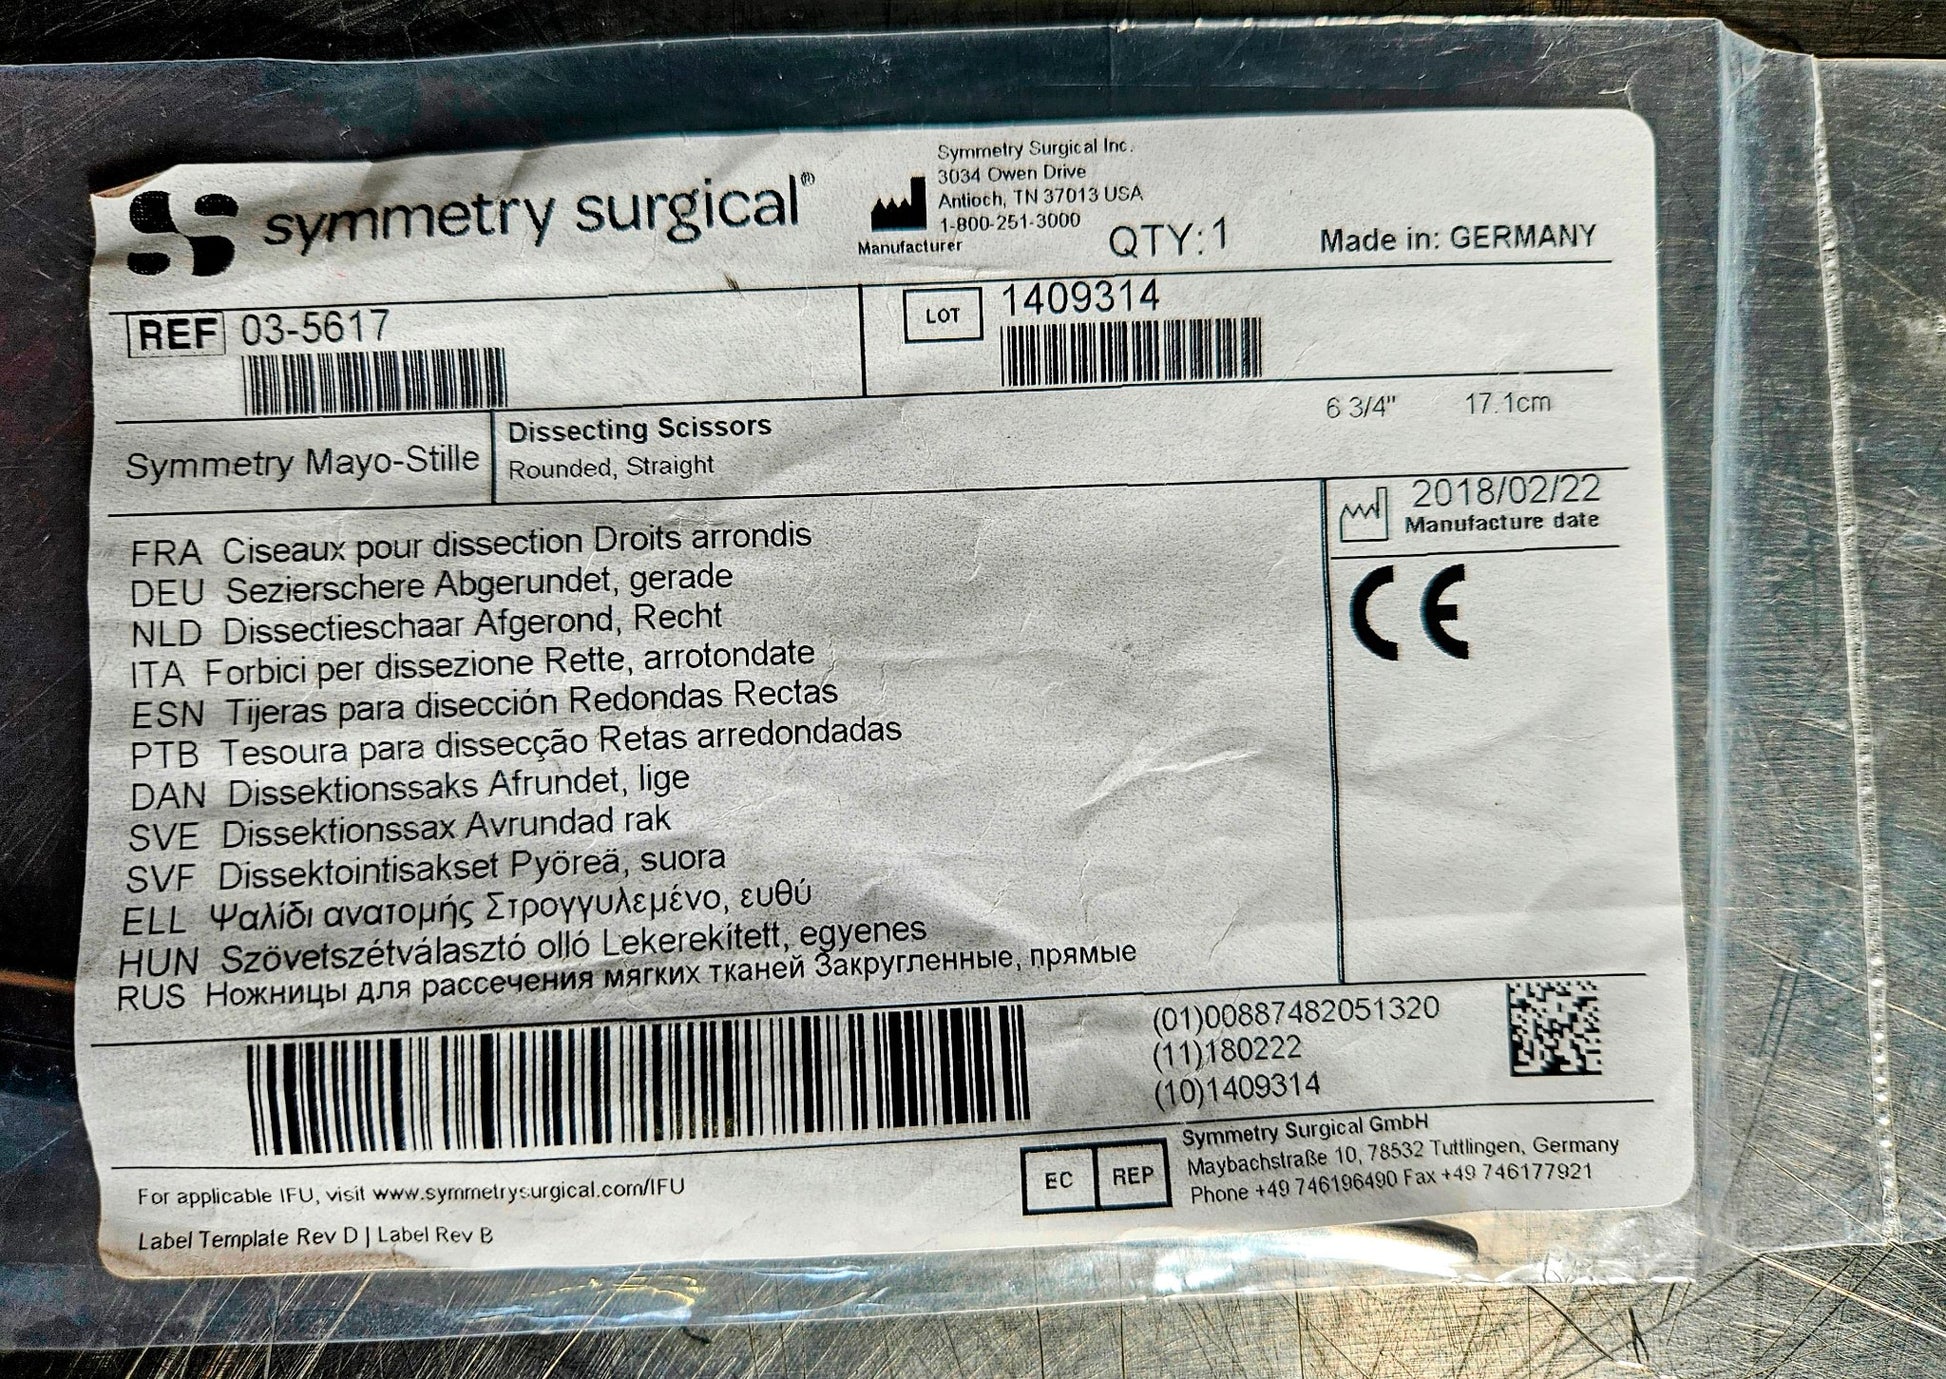 symmetry surgical®
Symmetry Surgical Inc.
3034 Owen Drive
Antioch, TN 37013 USA
1-800-251-3000
Manufacturer
QTY:1
Made in: GERMANY
REF 03-5617
LOT 1409314
Symmetry Mayo-Stille
Dissecting Scissors
Rounded, Straight
6 3/4" 17.1cm
2018/02/22
Manufacture date
CE
FRA Ciseaux pour dissection Droits arrondis
DEU Sezierschere Abgerundet, gerade
NLD Dissectieschaar Afgerond, Recht
ITA Forbici per dissezione Rette, arrotondate
ESN Tijeras para disección Redondas Rectas
PTB Tesoura para dissecção Retas arredondadas
DAN Dissektionssaks Afrundet, lige
SVE Dissektionssax Avrundad rak
SVF Dissektointisakset Pyöreä, suora
ELL Ψαλίδι ανατομής Στρογγυλεμένο, ευθύ
HUN Szövetszétválasztó olló Lekerekített, egyenes
RUS Ножницы для рассечения мягких тканей Закругленные, прямые
(01)00887482051320
(11)180222
(10)1409314
EC REP
Symmetry Surgical GmbH
Maybachstraße 10, 78532 Tuttlingen, Germany
Phone +49 746196490 Fax +49 746177921
For applicable IFU, visit www.symmetrysurgical.com/IFU
Label Template Rev D | Label Rev B